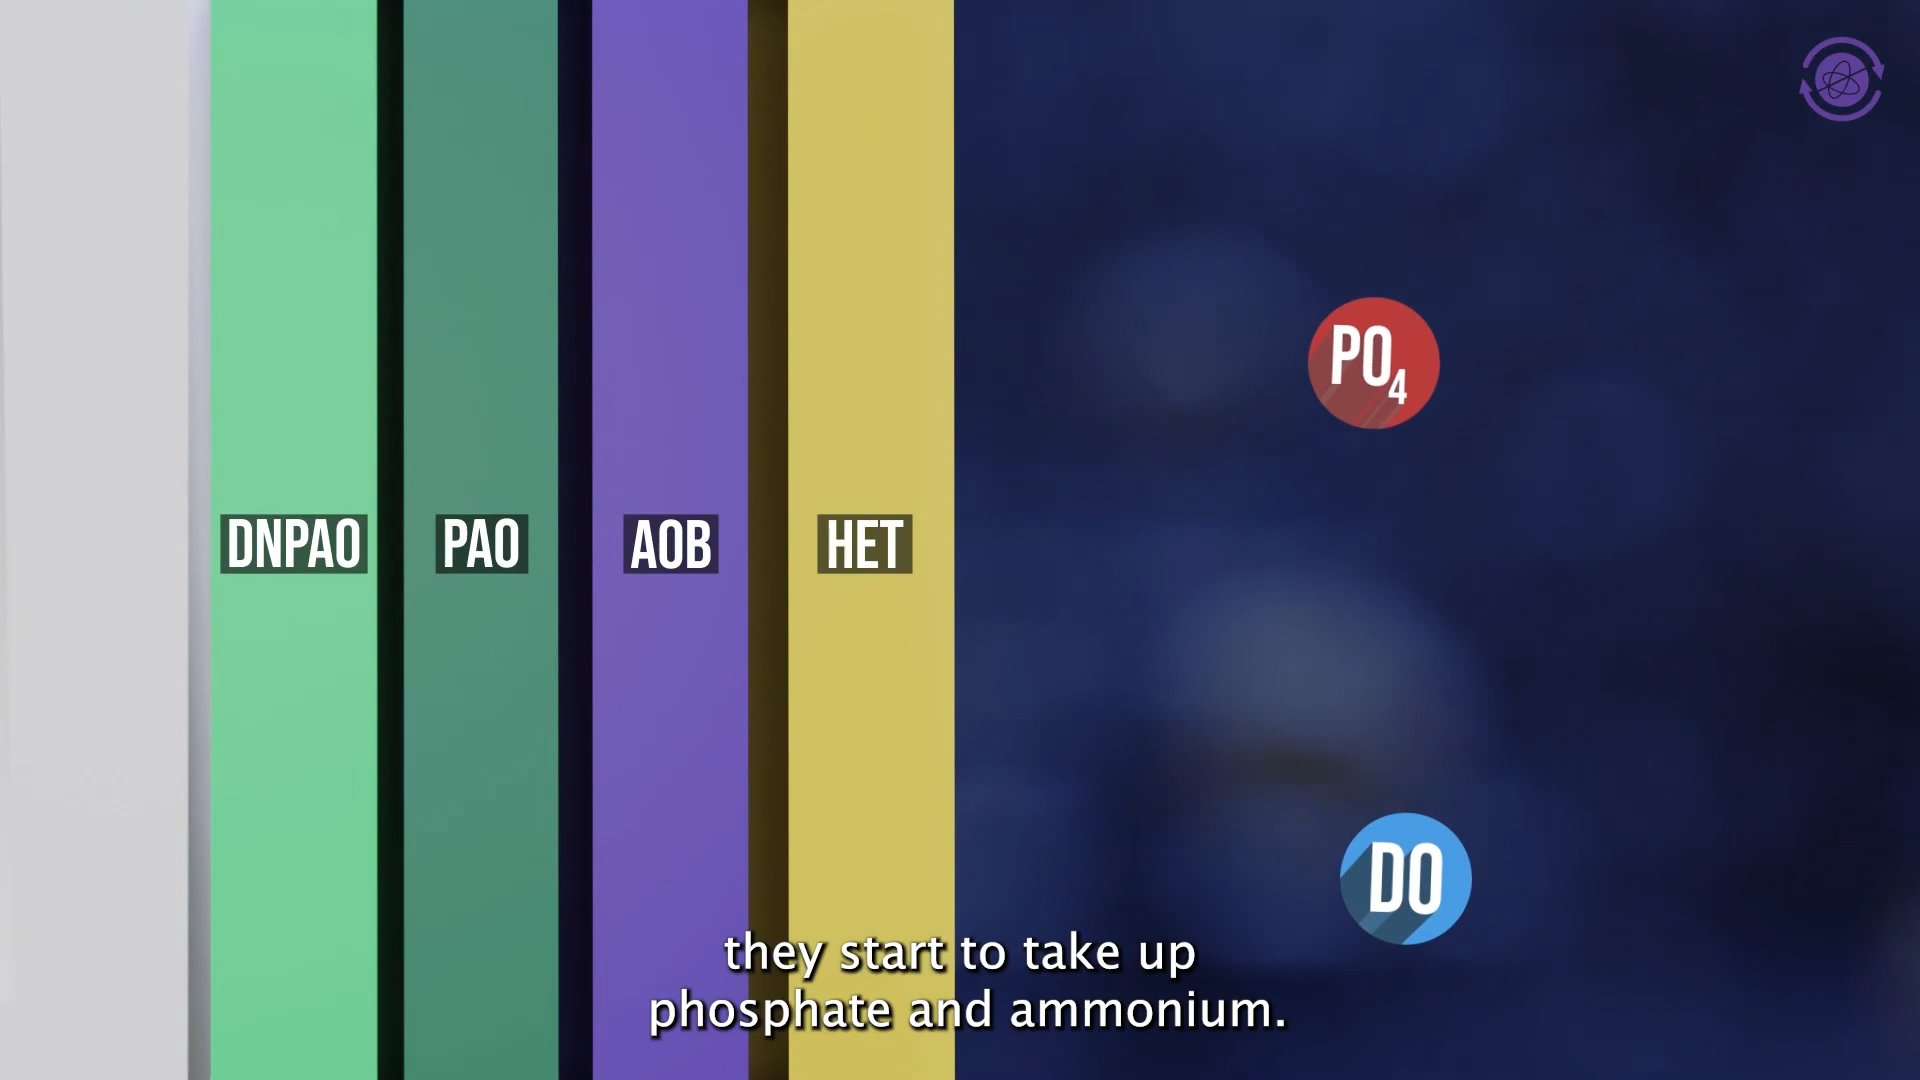 PO4
DNPAO PAO AOB HET
DO
they start to take up
phosphate and ammonium.